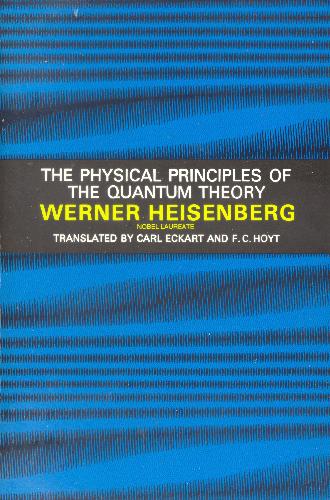 THE PHYSICAL PRINCIPLES OF
THE QUANTUM THEORY
WERNER HEISENBERG
NOBEL LAUREATE
TRANSLATED BY CARL ECKART AND F. C. HOYT